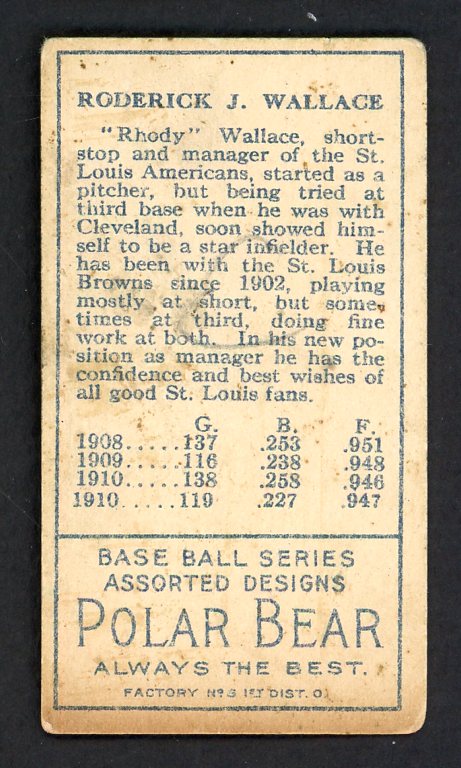 RODERICK J. WALLACE
"Rhody" Wallace, short-
stop and manager of the St.
Louis Americans, started as a
pitcher, but being tried at
third base when he was with
Cleveland, soon showed him-
self to be a star infielder. He
has been with the St. Louis
Browns since 1902, playing
mostly at short, but some-
times at third, doing fine
work at both. In his new po-
sition as manager he has the
confidence and best wishes of
all good St. Louis fans.
G. B. F.
1908.....137 .253 .951
1909.....116 .238 .948
1910.....138 .258 .946
1910.....119 .227 .947
BASE BALL SERIES
ASSORTED DESIGNS
POLAR BEAR
ALWAYS THE BEST.
FACTORY No. 6 1ST DIST. O.